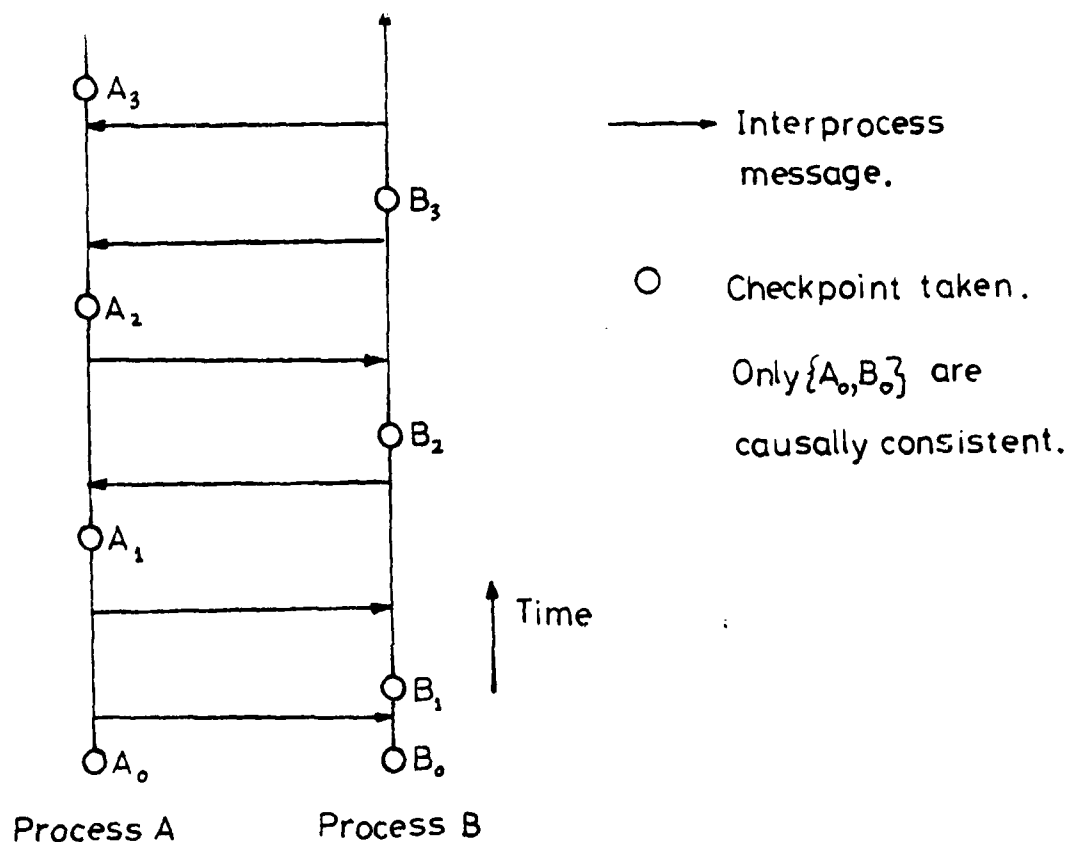 A₃
Interprocess
message.
B₃
Checkpoint taken.
A₂
Only {A₀,B₀} are
B₂
causally consistent.
A₁
Time
B₁
A₀
B₀
Process A
Process B